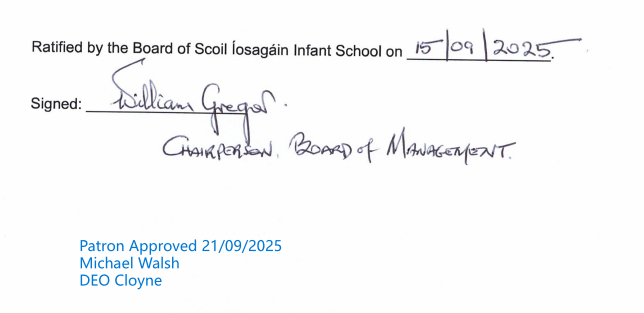 Ratified by the Board of Scoil Íosagáin Infant School on 15/09/2025.
Signed: William Gregor.
CHAIRPERSON, BOARD of MANAGEMENT.
Patron Approved 21/09/2025
Michael Walsh
DEO Cloyne